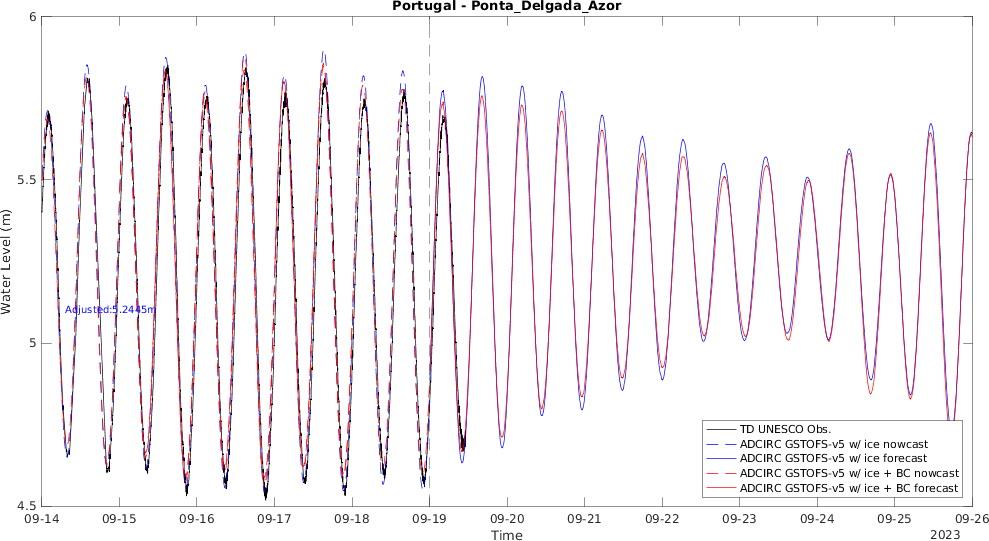 Portugal - Ponta_Delgada_Azor
6
5.5
5
4.5
Water Level (m)
Adjusted:5.2445m
TD UNESCO Obs.
ADCIRC GSTOFS-v5 w/ ice nowcast
ADCIRC GSTOFS-v5 w/ ice forecast
ADCIRC GSTOFS-v5 w/ ice + BC nowcast
ADCIRC GSTOFS-v5 w/ ice + BC forecast
09-14 09-15 09-16 09-17 09-18 09-19 09-20 09-21 09-22 09-23 09-24 09-25 09-26
Time
2023